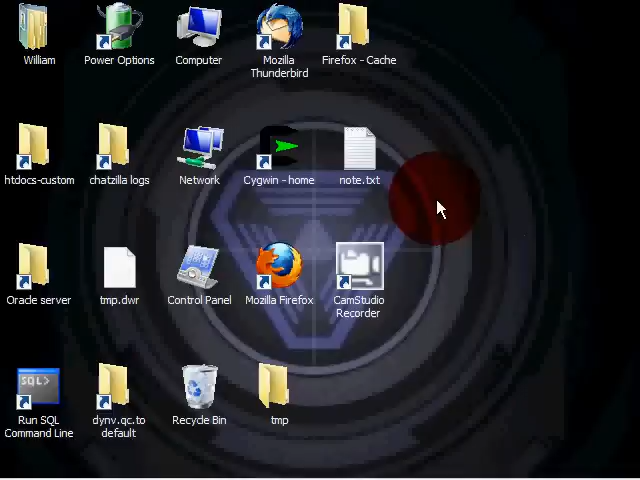 William
Power Options
Computer
Mozilla
Thunderbird
Firefox - Cache
htdocs-custom
chatzilla logs
Network
Cygwin - home
note.txt
Oracle server
tmp.dwr
Control Panel
Mozilla Firefox
CamStudio
Recorder
SQL>
Run SQL
Command Line
dynv.qc.to
default
Recycle Bin
tmp